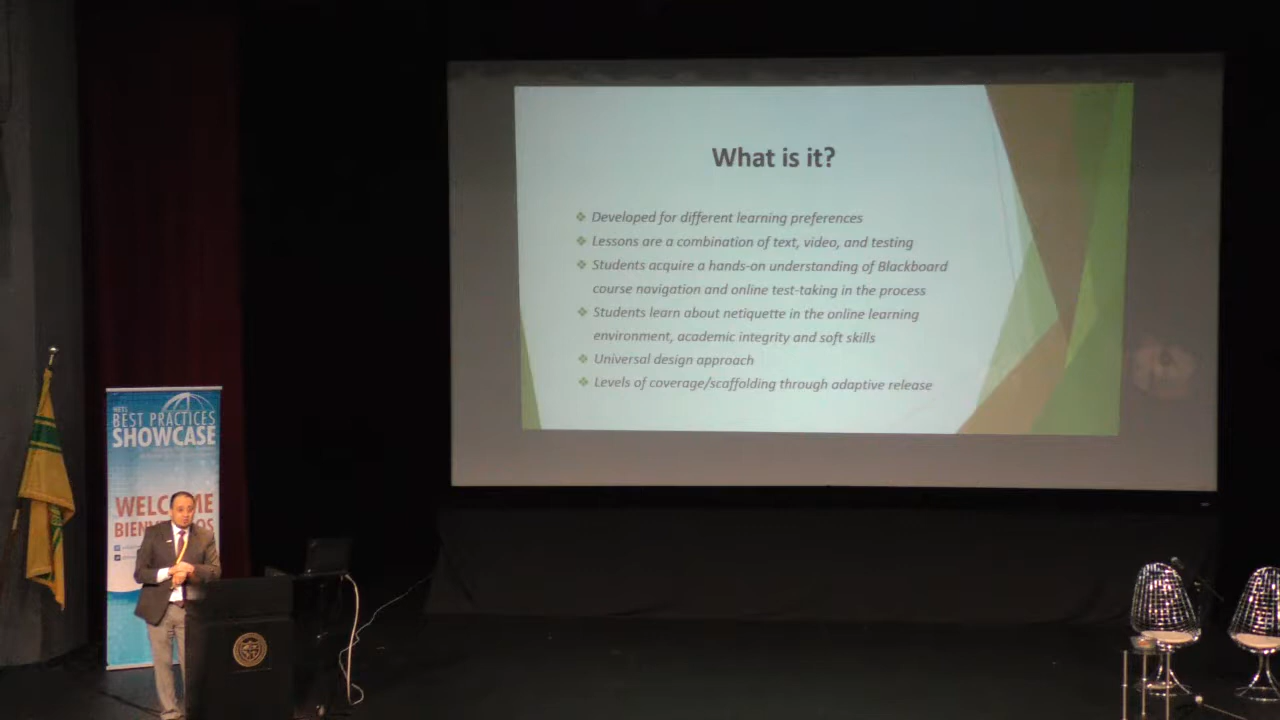 What is it?
Developed for different learning preferences
Lessons are a combination of text, video, and testing
Students acquire a hands-on understanding of Blackboard
course navigation and online test-taking in the process
Students learn about netiquette in the online learning
environment, academic integrity and soft skills
Universal design approach
Levels of coverage/scaffolding through adaptive release
HETS
BEST PRACTICES
SHOWCASE
WELCOME